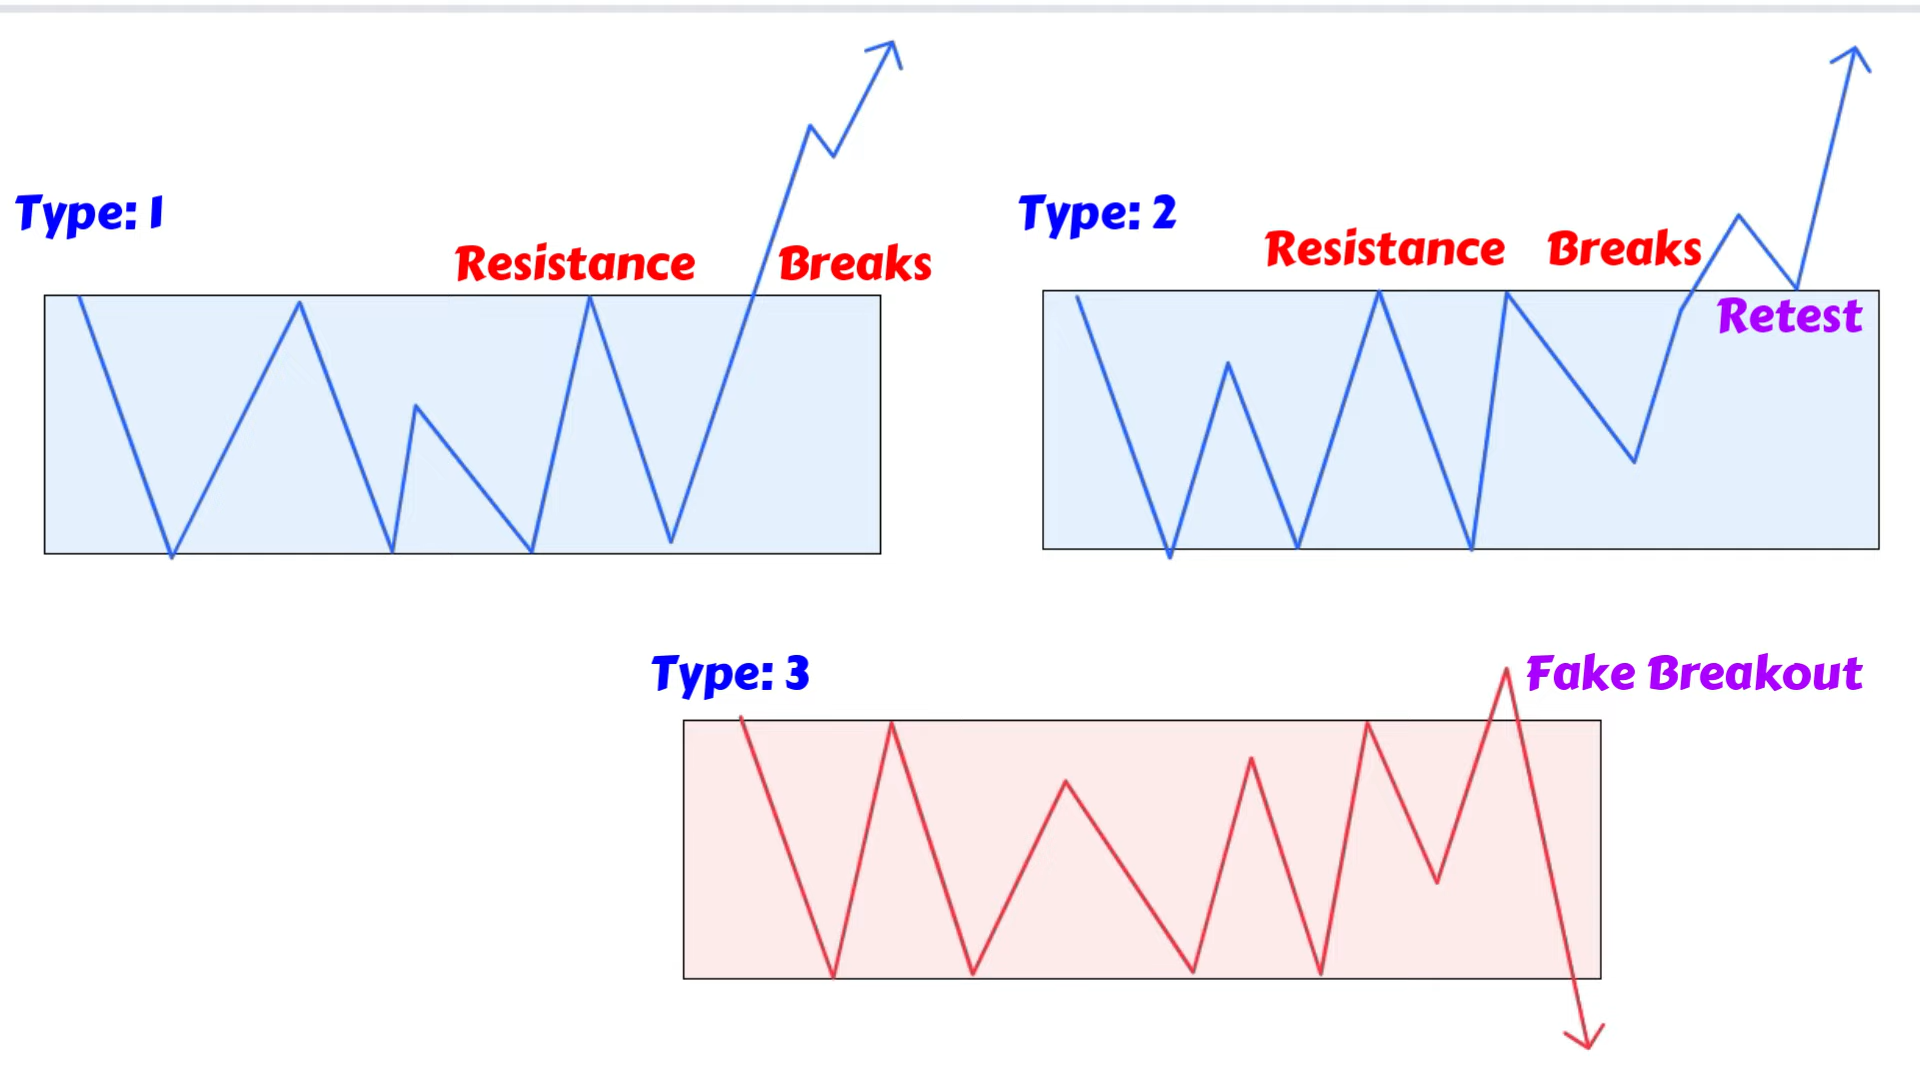 Type: 1
Resistance Breaks
Type: 2
Resistance Breaks
Retest
Type: 3
Fake Breakout